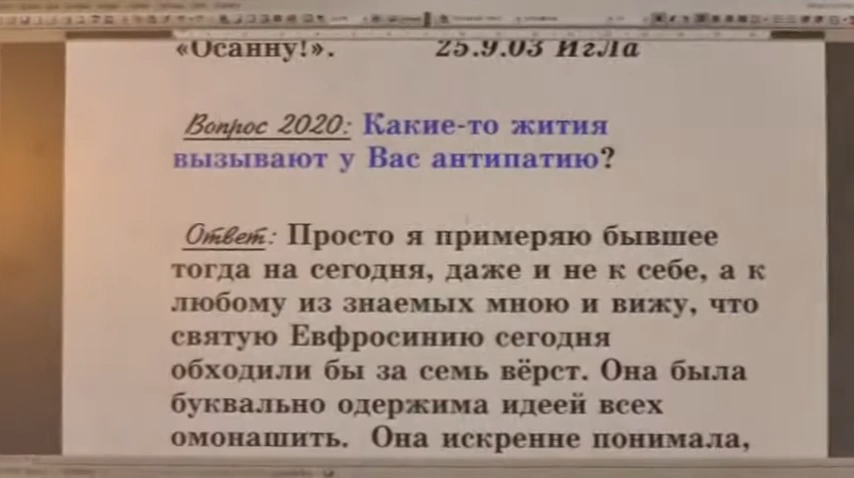 «Осанну!». 25.9.03 ИгЛа
Вопрос 2020: Какие-то жития
вызывают у Вас антипатию?
Ответ: Просто я примеряю бывшее
тогда на сегодня, даже и не к себе, а к
любому из знаемых мною и вижу, что
святую Евфросинию сегодня
обходили бы за семь вёрст. Она была
буквально одержима идеей всех
омонашить. Она искренне понимала,